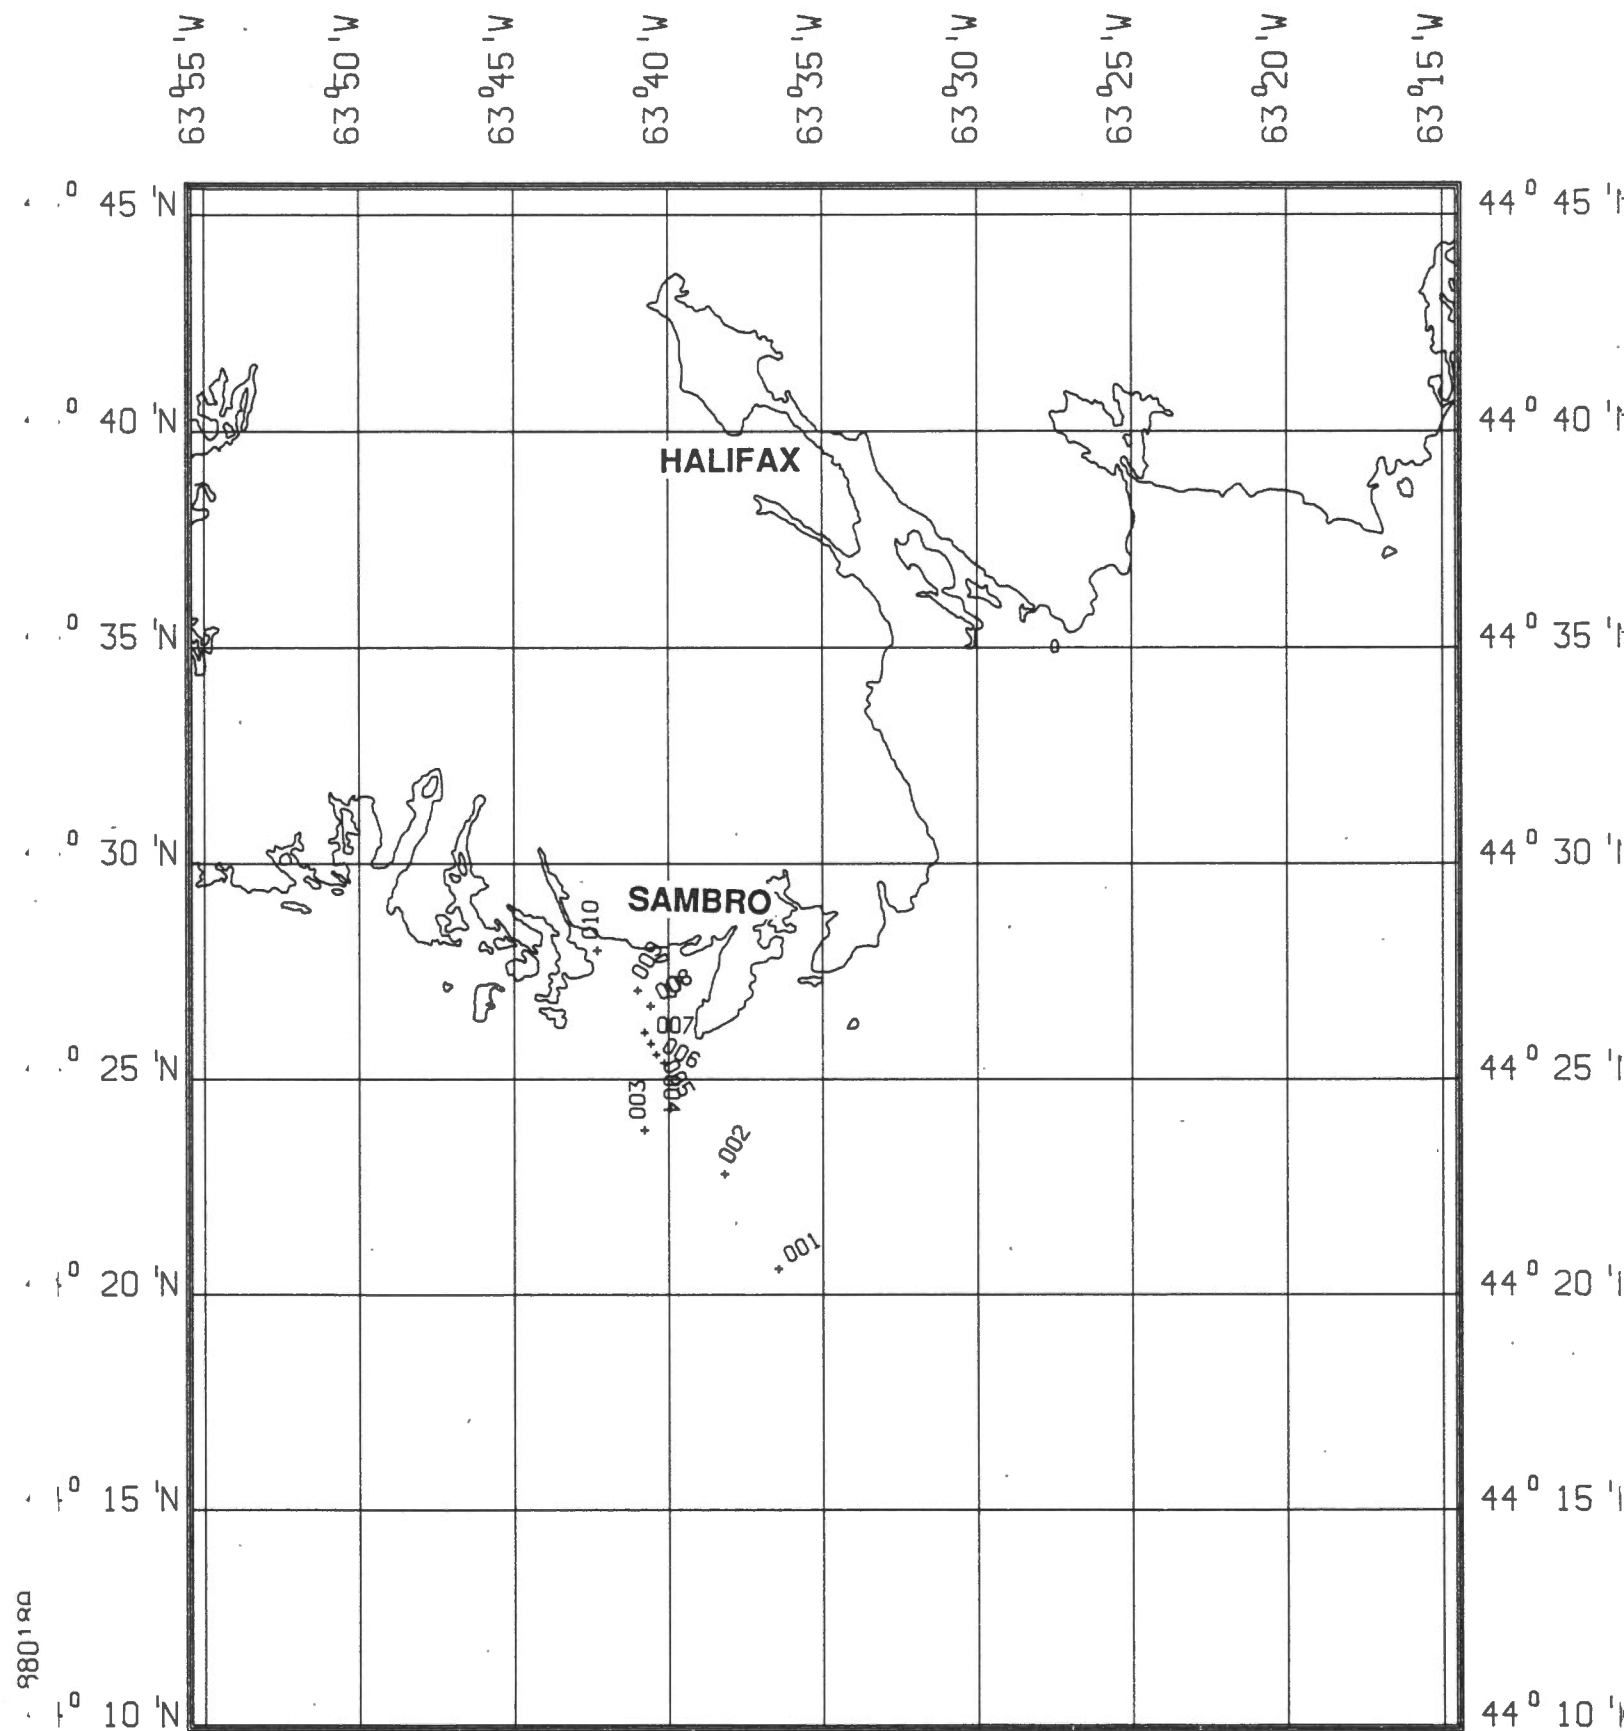 63°55'W 63°50'W 63°45'W 63°40'W 63°35'W 63°30'W 63°25'W 63°20'W 63°15'W
° 45 'N 44° 45 '
° 40 'N 44° 40 '
HALIFAX
° 35 'N 44° 35 '
° 30 'N 44° 30 '
SAMBRO
010
009
008
007
006
° 25 'N 44° 25 '
005
004
003
002
001
° 20 'N 44° 20 '
° 15 'N 44° 15 '
° 10 'N 44° 10 '